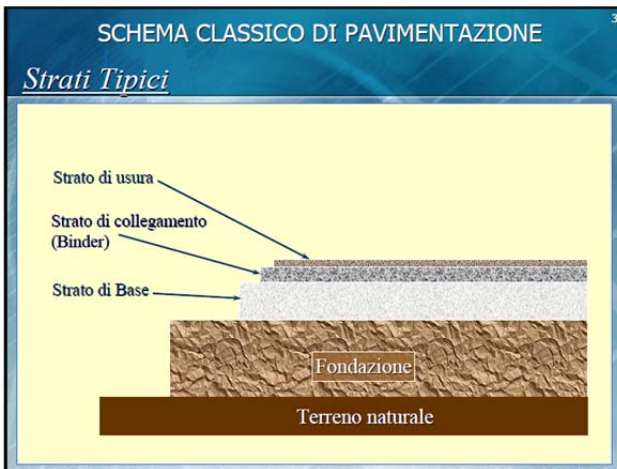 3
SCHEMA CLASSICO DI PAVIMENTAZIONE
Strati Tipici
Strato di usura
Strato di collegamento
(Binder)
Strato di Base
Fondazione
Terreno naturale